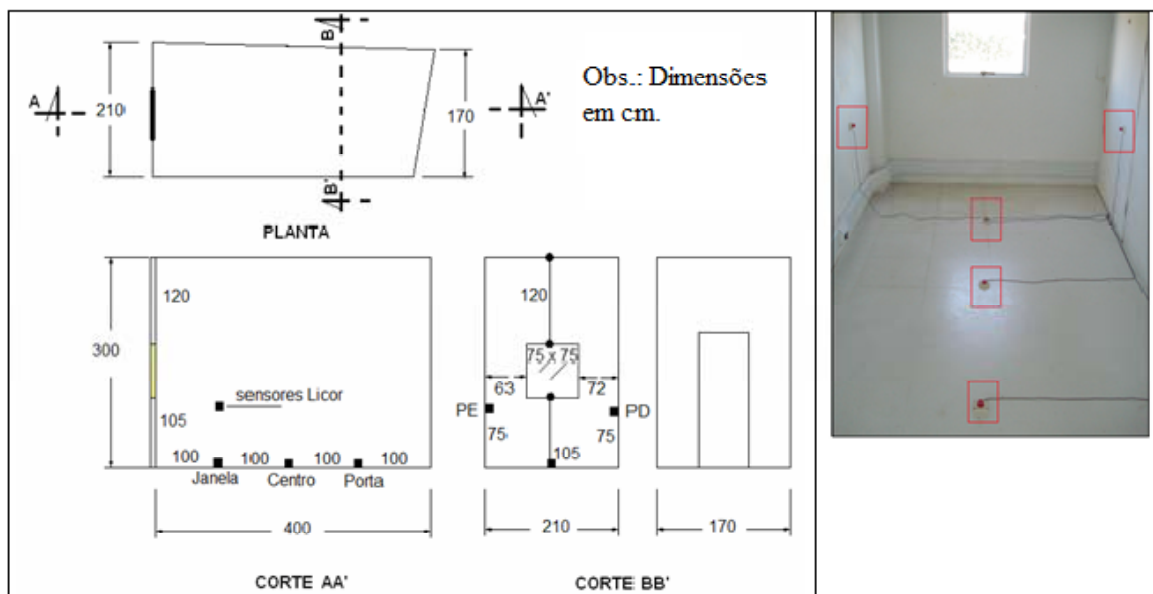 B
A
210
170
A'
B'
PLANTA
Obs.: Dimensões
em cm.
300
120
sensores Licor
105
100 100 100 100
Janela Centro Porta
400
CORTE AA'
120
75 x 75
63 72
PE PD
75 75
105
210
CORTE BB'
170